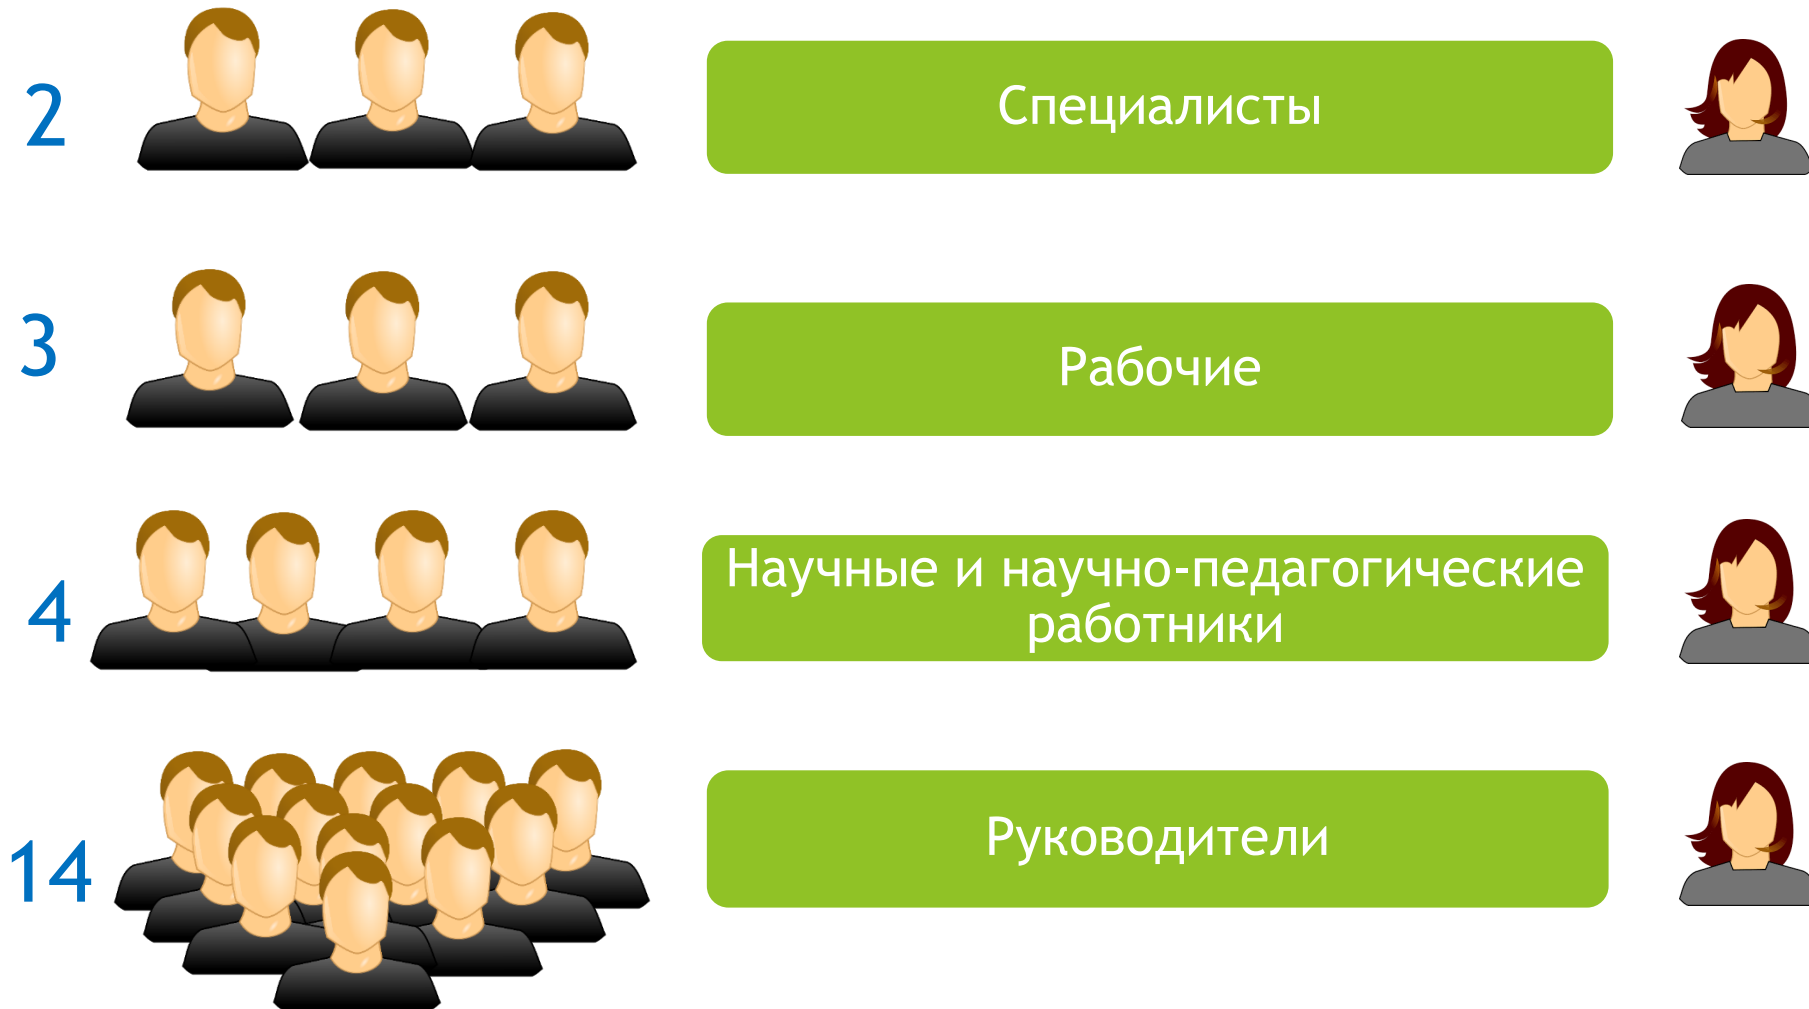 2
Специалисты
3
Рабочие
4
Научные и научно-педагогические
работники
14
Руководители